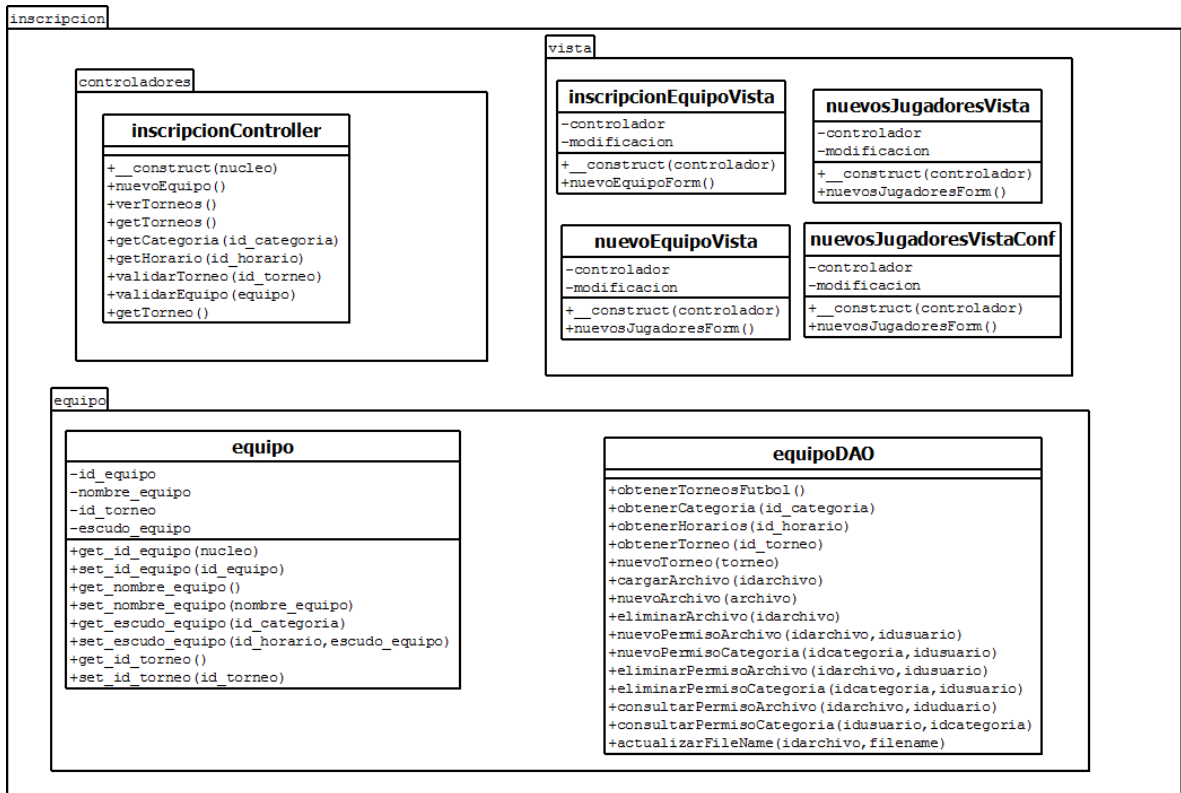 inscripcion
controladores
inscripcionController
+__construct(nucleo)
+nuevoEquipo()
+verTorneos()
+getTorneos()
+getCategoria(id_categoria)
+getHorario(id_horario)
+validarTorneo(id_torneo)
+validarEquipo(equipo)
+getTorneo()
vista
inscripcionEquipoVista
-controlador
-modificacion
+__construct(controlador)
+nuevoEquipoForm()
nuevosJugadoresVista
-controlador
-modificacion
+__construct(controlador)
+nuevosJugadoresForm()
nuevoEquipoVista
-controlador
-modificacion
+__construct(controlador)
+nuevosJugadoresForm()
nuevosJugadoresVistaConf
-controlador
-modificacion
+__construct(controlador)
+nuevosJugadoresForm()
equipo
equipo
-id_equipo
-nombre_equipo
-id_torneo
-escudo_equipo
+get_id_equipo(nucleo)
+set_id_equipo(id_equipo)
+get_nombre_equipo()
+set_nombre_equipo(nombre_equipo)
+get_escudo_equipo(id_categoria)
+set_escudo_equipo(id_horario,escudo_equipo)
+get_id_torneo()
+set_id_torneo(id_torneo)
equipoDAO
+obtenerTorneosFutbol()
+obtenerCategoria(id_categoria)
+obtenerHorarios(id_horario)
+obtenerTorneo(id_torneo)
+nuevoTorneo(torneo)
+cargarArchivo(idarchivo)
+nuevoArchivo(archivo)
+eliminarArchivo(idarchivo)
+nuevoPermisoArchivo(idarchivo,idusuario)
+nuevoPermisoCategoria(idcategoria,idusuario)
+eliminarPermisoArchivo(idarchivo,idusuario)
+eliminarPermisoCategoria(idcategoria,idusuario)
+consultarPermisoArchivo(idarchivo,iduduario)
+consultarPermisoCategoria(idusuario,idcategoria)
+actualizarFileName(idarchivo,filename)